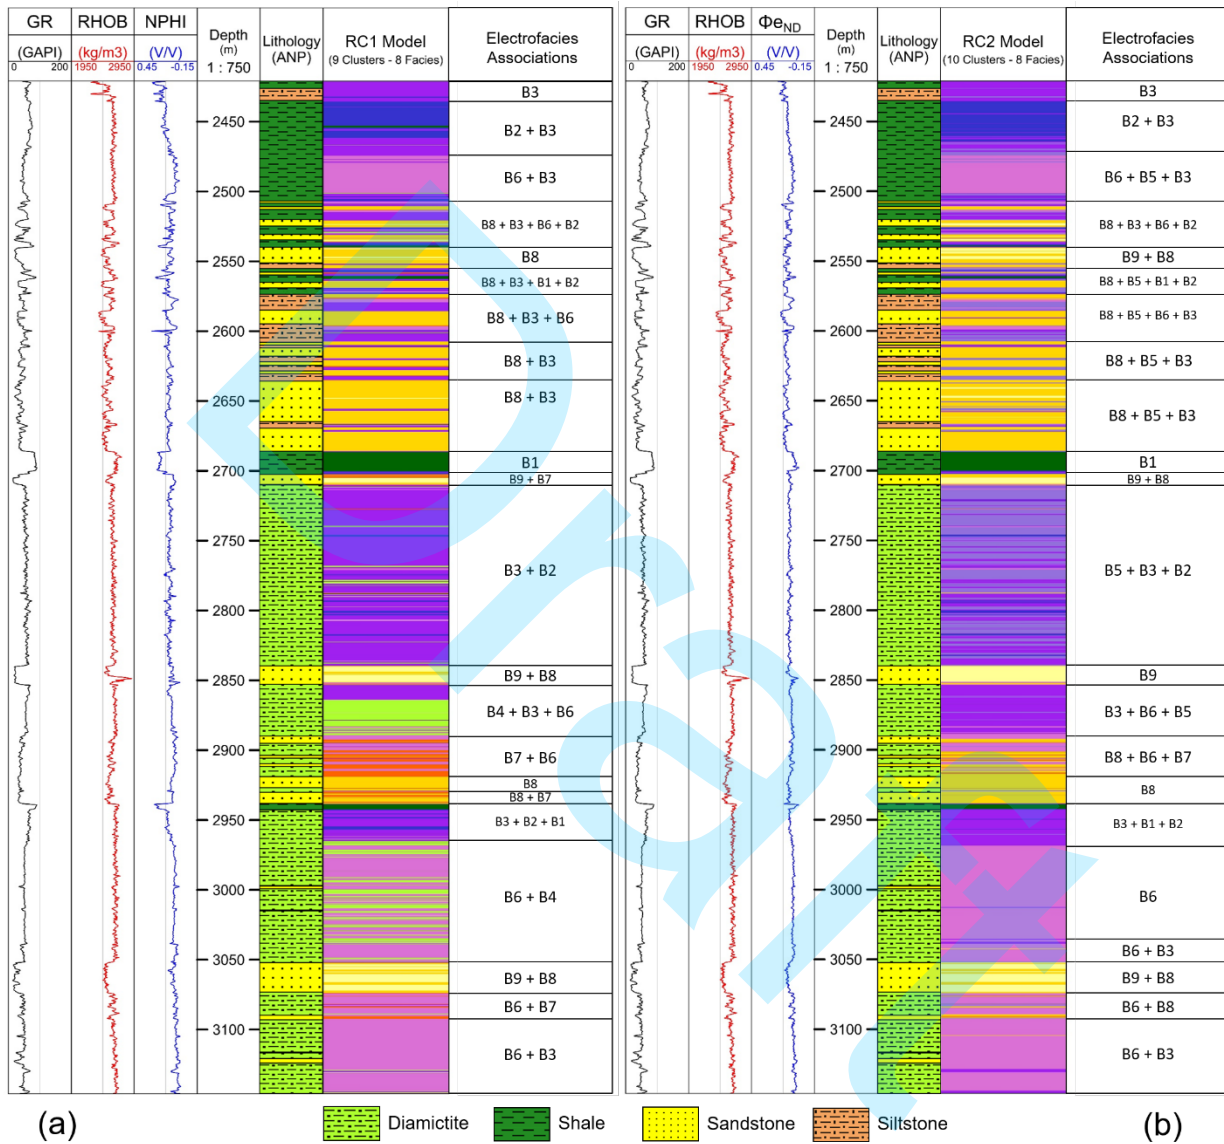 GR RHOB NPHI Depth (m) 1 : 750 Lithology (ANP) RC1 Model (9 Clusters - 8 Facies) Electrofacies Associations
(GAPI) (kg/m3) (V/V)
0 200 1950 2950 0.45 -0.15
B3
2450
B2 + B3
B6 + B3
2500
B8 + B3 + B6 + B2
B8
2550
B8 + B3 + B1 + B2
B8 + B3 + B6
2600
B8 + B3
2650
B8 + B3
B1
2700
B9 + B7
2750
B3 + B2
2800
B9 + B8
2850
B4 + B3 + B6
2900
B7 + B6
B8
B8 + B7
2950
B3 + B2 + B1
3000
B6 + B4
3050
B9 + B8
B6 + B7
3100
B6 + B3
GR RHOB Φe_ND Depth (m) 1 : 750 Lithology (ANP) RC2 Model (10 Clusters - 8 Facies) Electrofacies Associations
(GAPI) (kg/m3) (V/V)
0 200 1950 2950 0.45 -0.15
B3
2450
B2 + B3
B6 + B5 + B3
2500
B8 + B3 + B6 + B2
B9 + B8
2550
B8 + B5 + B1 + B2
B8 + B5 + B6 + B3
2600
B8 + B5 + B3
2650
B8 + B5 + B3
B1
2700
B9 + B8
2750
B5 + B3 + B2
2800
B9
2850
B3 + B6 + B5
2900
B8 + B6 + B7
B8
2950
B3 + B1 + B2
3000
B6
B6 + B3
3050
B9 + B8
B6 + B8
3100
B6 + B3
(a) Diamictite Shale Sandstone Siltstone (b)
Draft